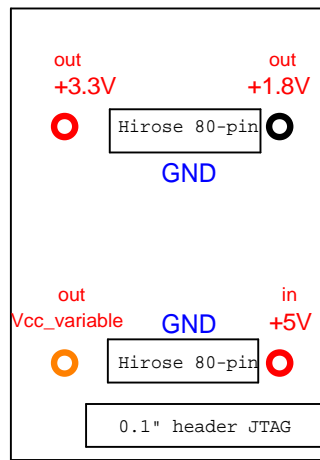 out out
+3.3V +1.8V
Hirose 80-pin
GND
out in
Vcc_variable GND +5V
Hirose 80-pin
0.1" header JTAG